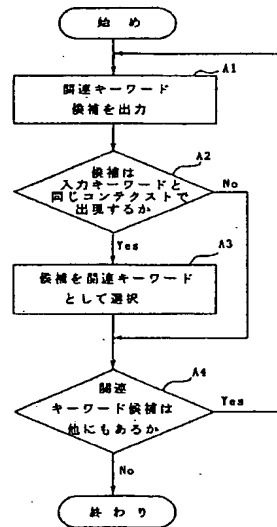 始め
A1
関連キーワード
候補を出力
A2
候補は
入力キーワードと
同じコンテクストで
出現するか
No
Yes
A3
候補を関連キーワード
として選択
A4
関連
キーワード候補は
他にもあるか
Yes
No
終わり